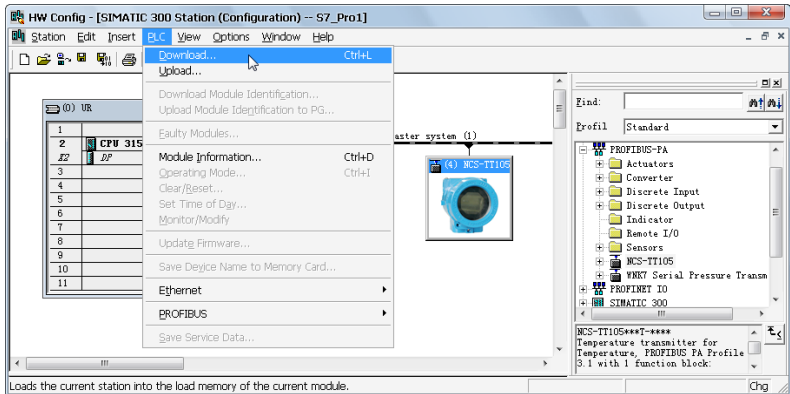 HW Config - [SIMATIC 300 Station (Configuration) -- S7_Pro1]
Station Edit Insert PLC View Options Window Help
Download... Ctrl+L
Upload...
Download Module Identification...
Upload Module Identification to PG...
Faulty Modules...
Module Information... Ctrl+D
Operating Mode... Ctrl+I
Clear/Reset...
Set Time of Day...
Monitor/Modify
Update Firmware...
Save Device Name to Memory Card...
Ethernet
PROFIBUS
Save Service Data...
(0) UR
1
2 CPU 315
X2 DP
3
4
5
6
7
8
9
10
11
aster system (1)
(4) NCS-TT105
Find:
Profil Standard
PROFIBUS-PA
Actuators
Converter
Discrete Input
Discrete Output
Indicator
Remote I/O
Sensors
NCS-TT105
WNK7 Serial Pressure Transm
PROFINET IO
SIMATIC 300
NCS-TT105***T-****
Temperature transmitter for
Temperature, PROFIBUS PA Profile
3.1 with 1 function block:
Loads the current station into the load memory of the current module.
Chg